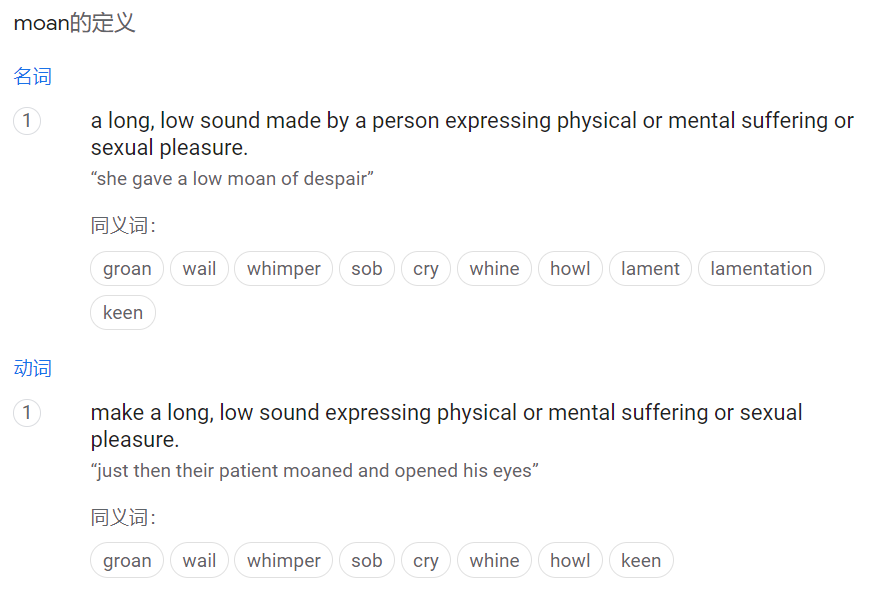 moan的定义
名词
1
a long, low sound made by a person expressing physical or mental suffering or
sexual pleasure.
“she gave a low moan of despair”
同义词：
groan wail whimper sob cry whine howl lament lamentation
keen
动词
1
make a long, low sound expressing physical or mental suffering or sexual
pleasure.
“just then their patient moaned and opened his eyes”
同义词：
groan wail whimper sob cry whine howl keen